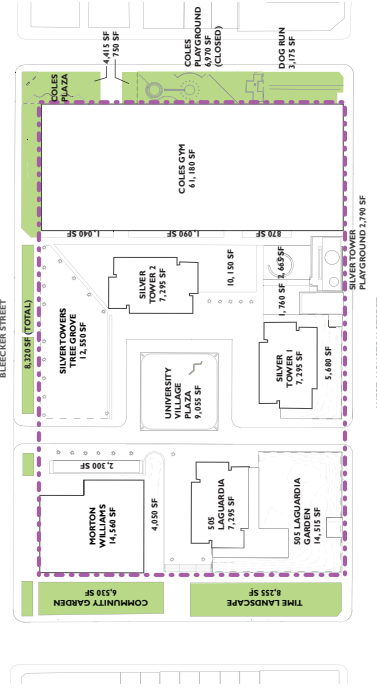 COLES
PLAZA
4,415 SF
750 SF
COLES
PLAYGROUND
6,970 SF
(CLOSED)
DOG RUN
3,175 SF
COLES GYM
61,180 SF
1,040 SF
1,090 SF
870 SF
SILVER TOWER
PLAYGROUND 2,790 SF
BLEECKER STREET
8,320 SF (TOTAL)
SILVER TOWERS
TREE GROVE
12,550 SF
SILVER
TOWER 2
7,295 SF
10,150 SF
2,665 SF
1,760 SF
SILVER
TOWER 1
7,295 SF
5,680 SF
UNIVERSITY
VILLAGE
PLAZA
9,055 SF
2,300 SF
MORTON
WILLIAMS
14,560 SF
4,050 SF
505
LAGUARDIA
7,295 SF
505 LAGUARDIA
GARDEN
14,515 SF
COMMUNITY GARDEN
6,530 SF
TIME LANDSCAPE
8,255 SF